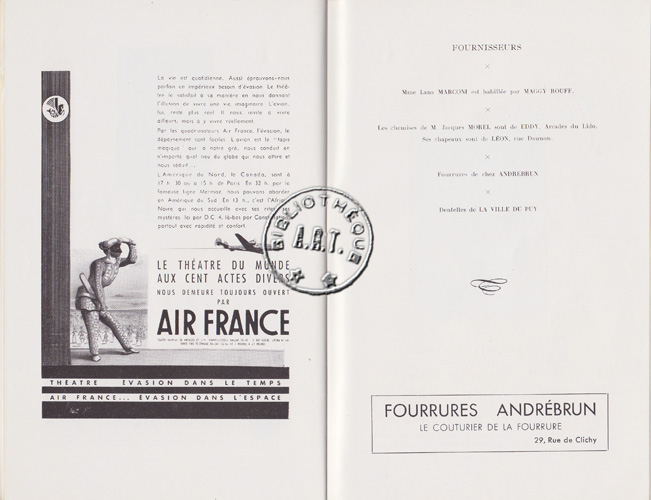 La vie est quotidienne. Aussi éprouvons-nous
parfois un impérieux besoin d'évasion. Le théâ-
tre le satisfait à sa manière en nous donnant
l'illusion de vivre une vie imaginaire. L'avion,
lui, reste plus réel. Il nous invite à vivre
ailleurs, mais à y vivre réellement.
Par les quadrimoteurs Air France, l'évasion, le
départ sont faciles. L'avion est le "tapis
magique" qui à notre gré, nous conduit en
n'importe quel lieu du globe qui nous attire et
nous séduit...
L'Amérique du Nord, le Canada, sont à
17 h. 30 ou à 15 h. de Paris. En 32 h. par la
fameuse ligne Mermoz, nous pouvons aborder
en Amérique du Sud. En 13 h., c'est l'Afrique
Noire qui nous accueille avec ses
mystères. Ici par D C 4, là-bas par
partout avec rapidité et confort.
LE THÉATRE DU MONDE
AUX CENT ACTES DIVERS
NOUS DEMEURE TOUJOURS OUVERT
PAR
AIR FRANCE
THÉATRE ÉVASION DANS LE TEMPS
AIR FRANCE... ÉVASION DANS L'ESPACE
BIBLIOTHÈQUE
A.R.T.
FOURNISSEURS
Mme Lana MARCONI est habillée par MAGGY ROUFF.
Les chemises de M. Jacques MOREL sont de EDDY, Arcades du Lido.
Ses chapeaux sont de LÉON, rue Daunou.
Fourrures de chez ANDREBRUN
Dentelles de LA VILLE DU PUY
FOURRURES ANDRÉBRUN
LE COUTURIER DE LA FOURRURE
29, Rue de Clichy